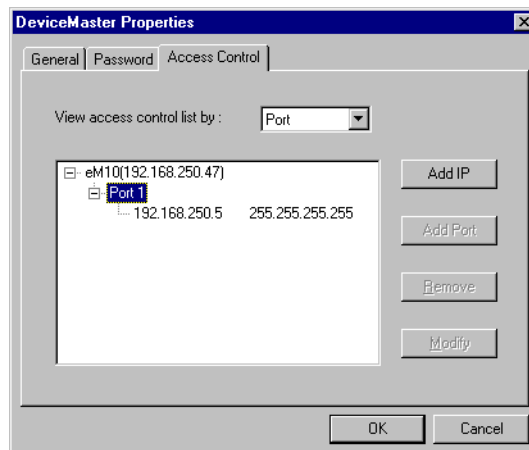 DeviceMaster Properties
General Password Access Control
View access control list by : Port
eM10(192.168.250.47)
Port 1
192.168.250.5 255.255.255.255
Add IP
Add Port
Remove
Modify
OK Cancel